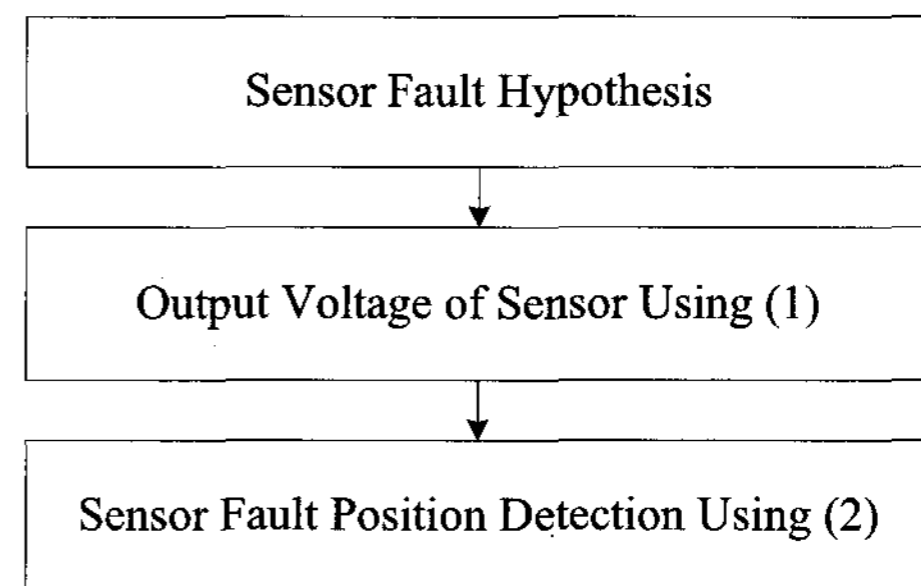 Sensor Fault Hypothesis
Output Voltage of Sensor Using (1)
Sensor Fault Position Detection Using (2)